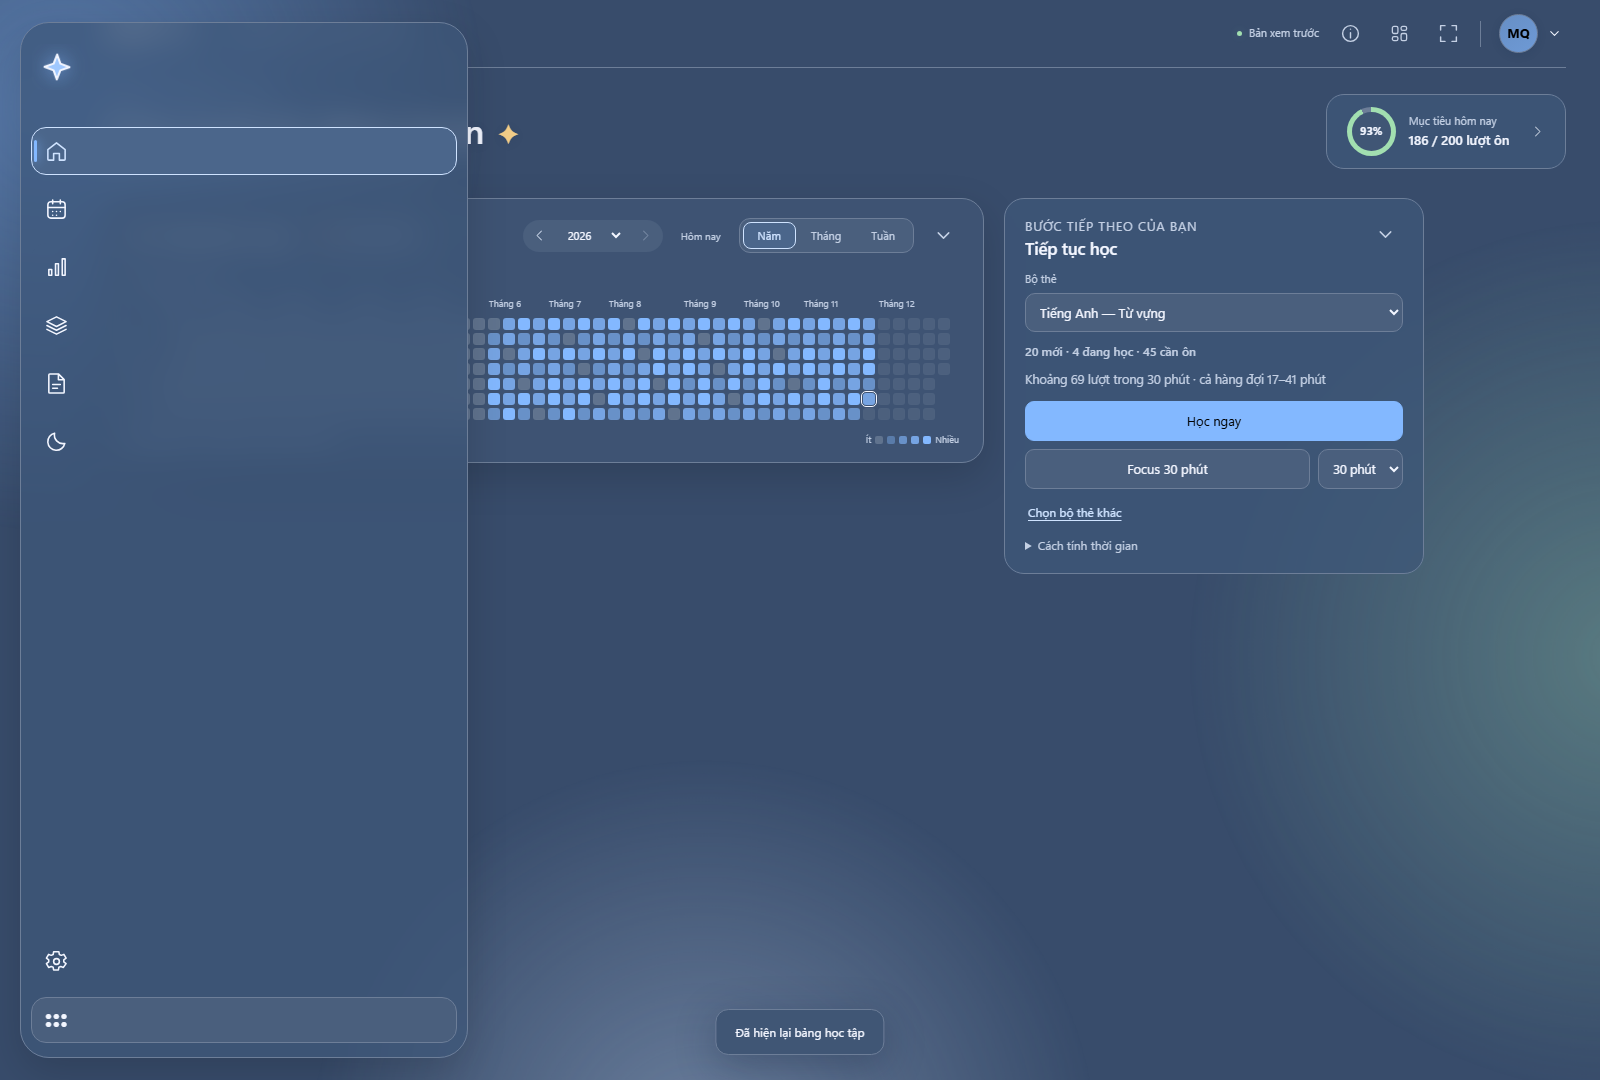 Bản xem trước
MQ
n
93%
Mục tiêu hôm nay
186 / 200 lượt ôn
2026
Hôm nay
Năm
Tháng
Tuần
Tháng 6
Tháng 7
Tháng 8
Tháng 9
Tháng 10
Tháng 11
Tháng 12
Ít
Nhiều
BƯỚC TIẾP THEO CỦA BẠN
Tiếp tục học
Bộ thẻ
Tiếng Anh — Từ vựng
20 mới · 4 đang học · 45 cần ôn
Khoảng 69 lượt trong 30 phút · cả hàng đợi 17–41 phút
Học ngay
Focus 30 phút
30 phút
Chọn bộ thẻ khác
Cách tính thời gian
Đã hiện lại bảng học tập